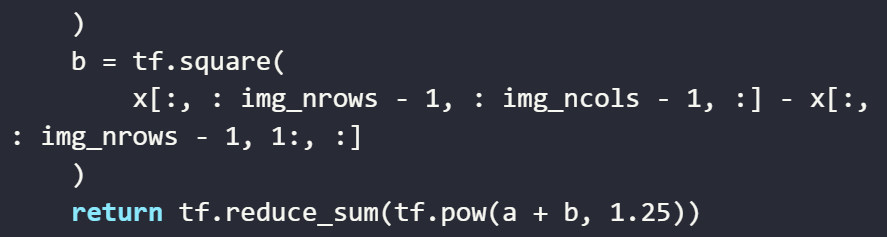 )
b = tf.square(
x[:, : img_nrows - 1, : img_ncols - 1, :] - x[:,
: img_nrows - 1, 1:, :]
)
return tf.reduce_sum(tf.pow(a + b, 1.25))